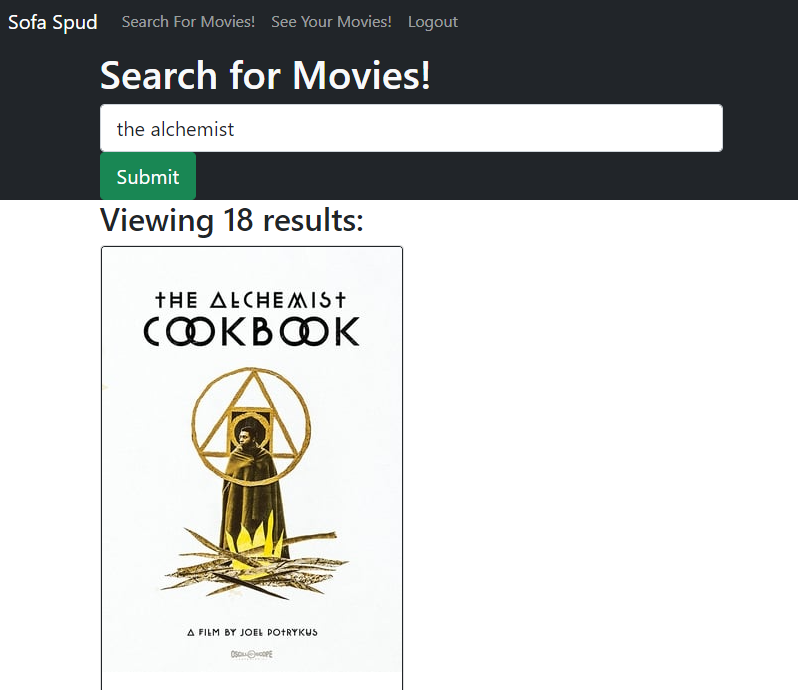 Sofa Spud Search For Movies! See Your Movies! Logout
Search for Movies!
the alchemist
Submit
Viewing 18 results:
THE ALCHEMIST
COOKBOOK
A FILM BY JOEL POTRYKUS
OSCILLOSCOPE